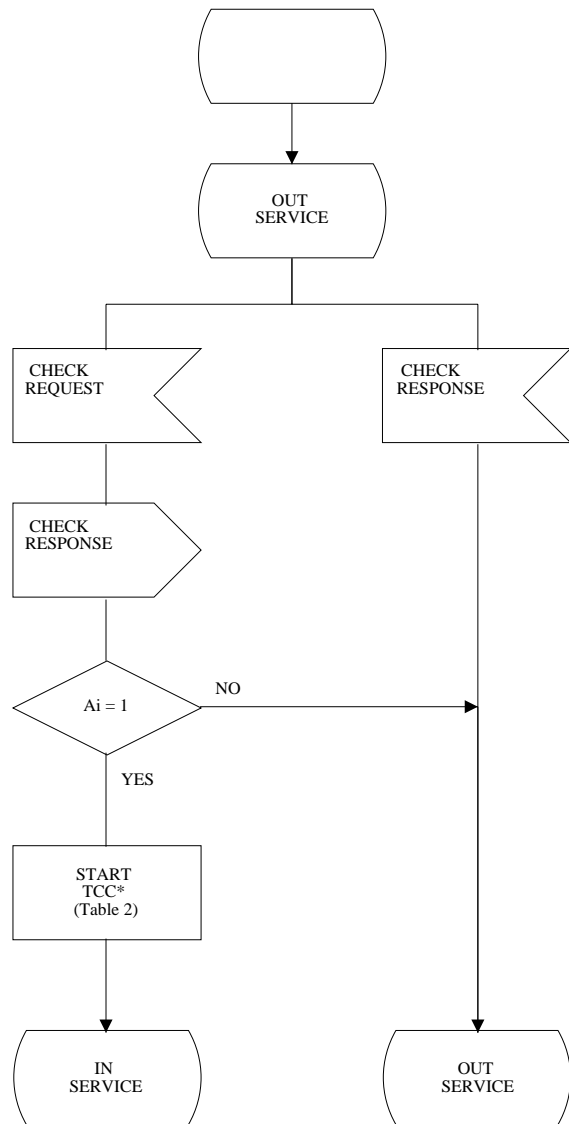 OUT
SERVICE
CHECK
REQUEST
CHECK
RESPONSE
CHECK
RESPONSE
Ai = 1
NO
YES
START
TCC*
(Table 2)
IN
SERVICE
OUT
SERVICE